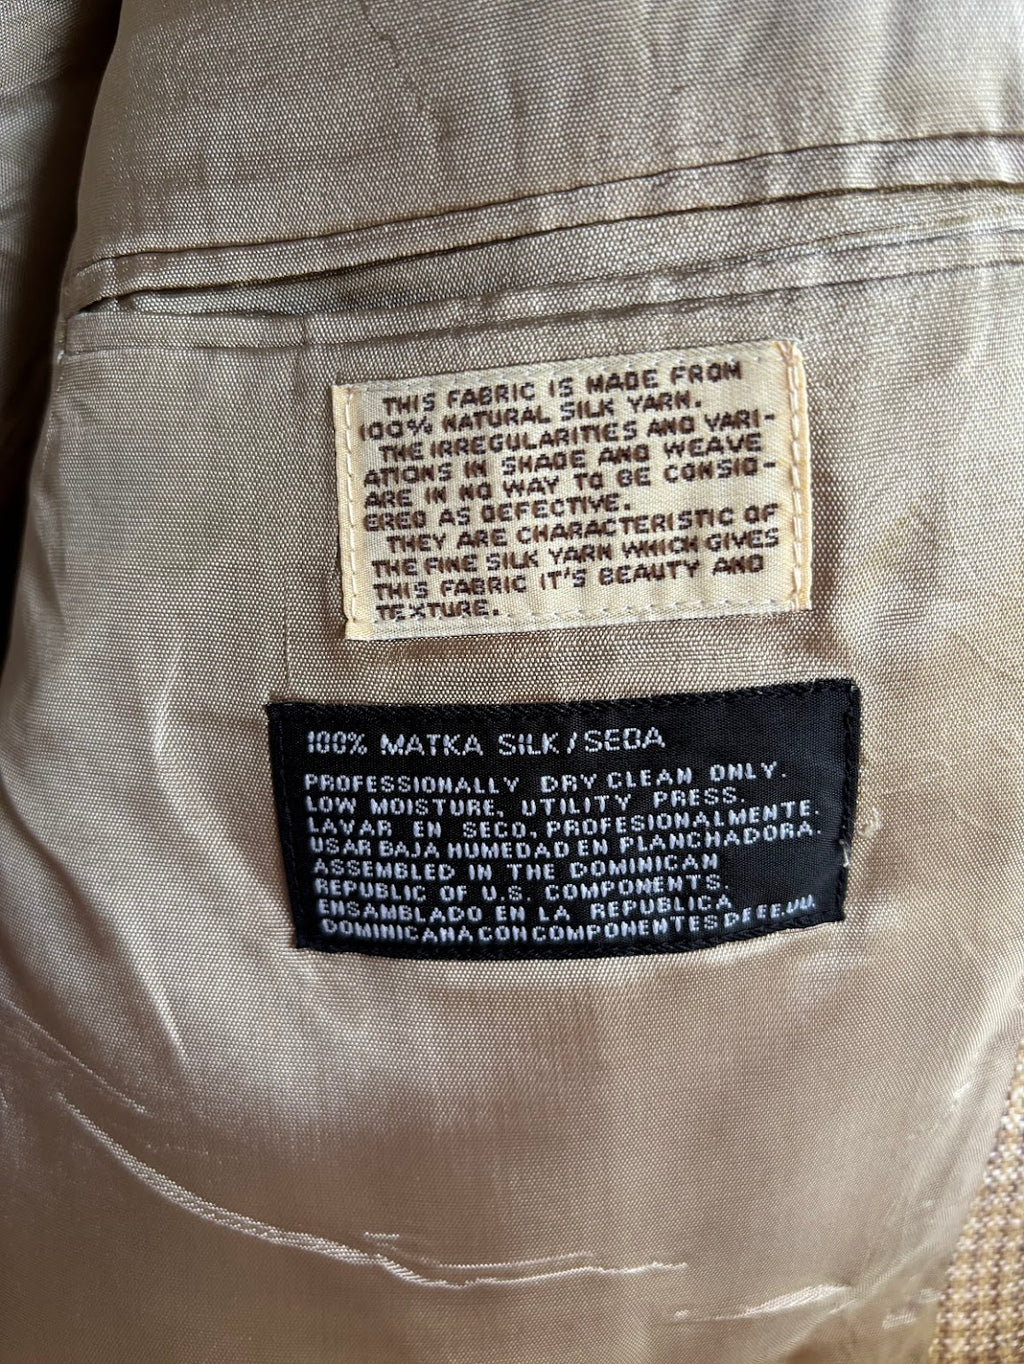 THIS FABRIC IS MADE FROM
100% NATURAL SILK YARN.
THE IRREGULARITIES AND VARI-
ATIONS IN SHADE AND WEAVE
ARE IN NO WAY TO BE CONSID-
ERED AS DEFECTIVE.
THEY ARE CHARACTERISTIC OF
THE FINE SILK YARN WHICH GIVES
THIS FABRIC IT'S BEAUTY AND
TEXTURE.
100% MATKA SILK/SEDA
PROFESSIONALLY DRY CLEAN ONLY.
LOW MOISTURE, UTILITY PRESS.
LAVAR EN SECO, PROFESIONALMENTE.
USAR BAJA HUMEDAD EN PLANCHADORA.
ASSEMBLED IN THE DOMINICAN
REPUBLIC OF U.S. COMPONENTS.
ENSAMBLADO EN LA REPUBLICA
DOMINICANA CON COMPONENTES DE EE.UU.